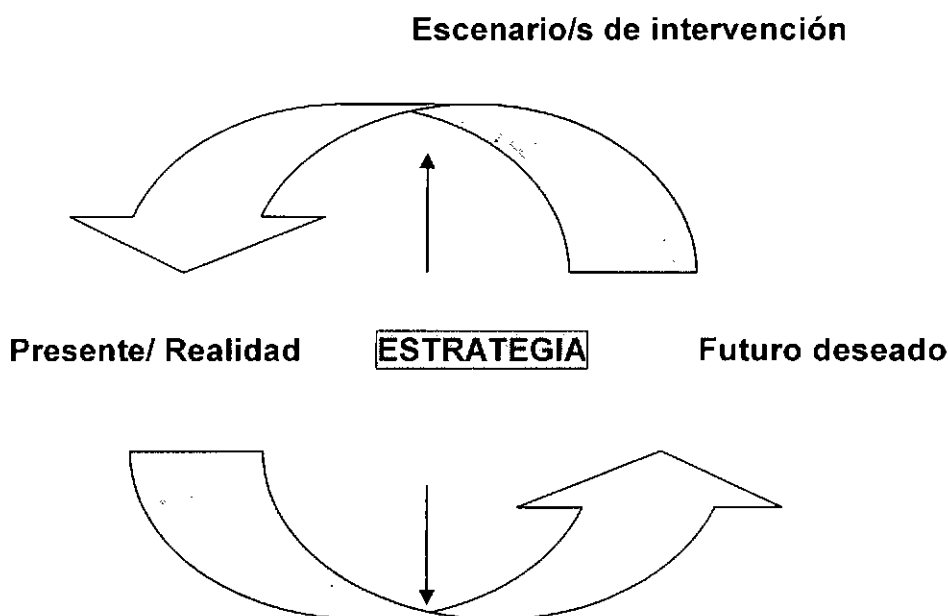 Escenario/s de intervención
Presente/ Realidad ESTRATEGIA Futuro deseado